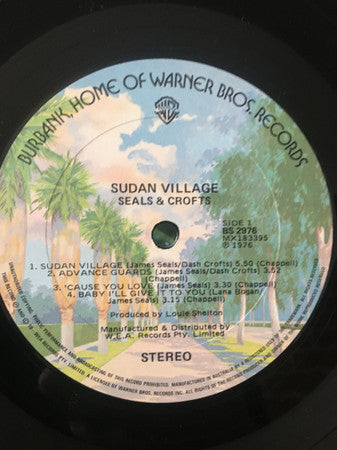 BURBANK, HOME OF WARNER BROS. RECORDS
SUDAN VILLAGE
SEALS & CROFTS
SIDE 1
BS 2976
MX183395
℗ 1976
1. SUDAN VILLAGE (James Seals/Dash Crofts) 5.50 (Chappell)
2. ADVANCE GUARDS (James Seals/Dash Crofts) 3.52
(Chappell)
3. 'CAUSE YOU LOVE (James Seals) 3.30 (Chappell)
4. BABY I'LL GIVE IT TO YOU (Lana Bogan
James Seals) 3.15 (Chappell)
Produced by Louie Shelton
Manufactured & Distributed by
W.E.A. Records Pty. Limited
STEREO